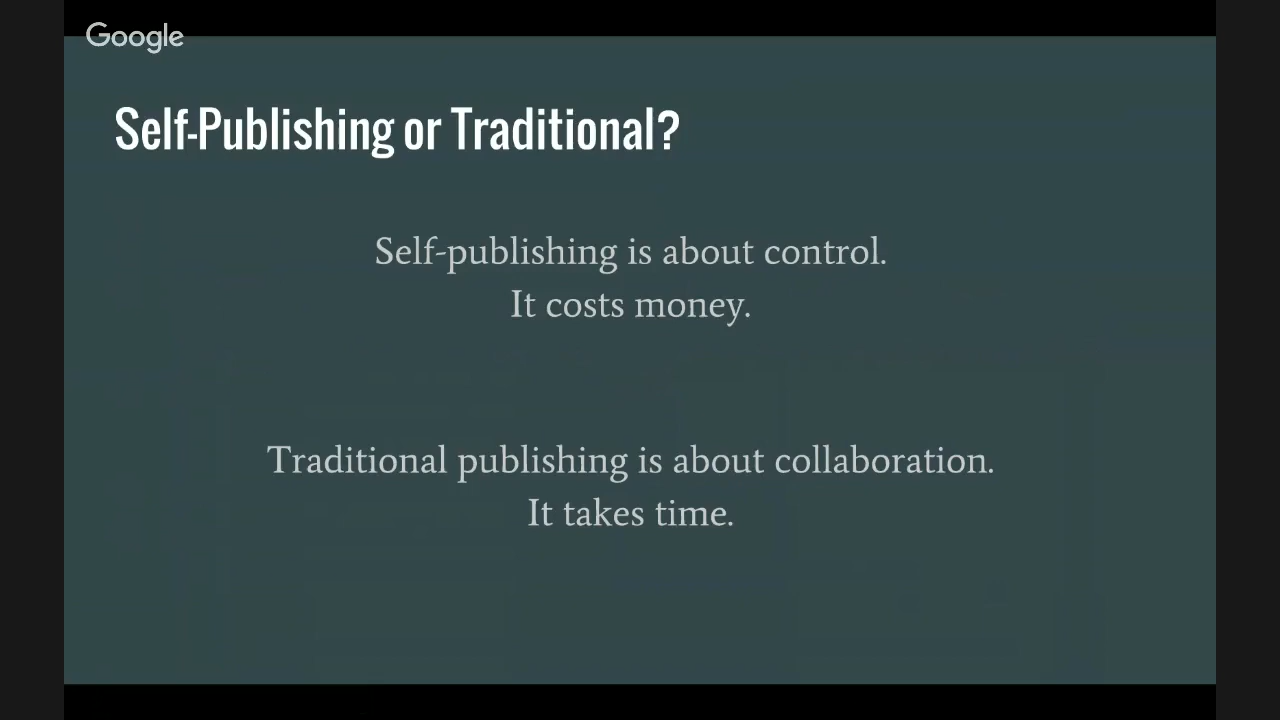 Google
Self-Publishing or Traditional?
Self-publishing is about control.
It costs money.
Traditional publishing is about collaboration.
It takes time.